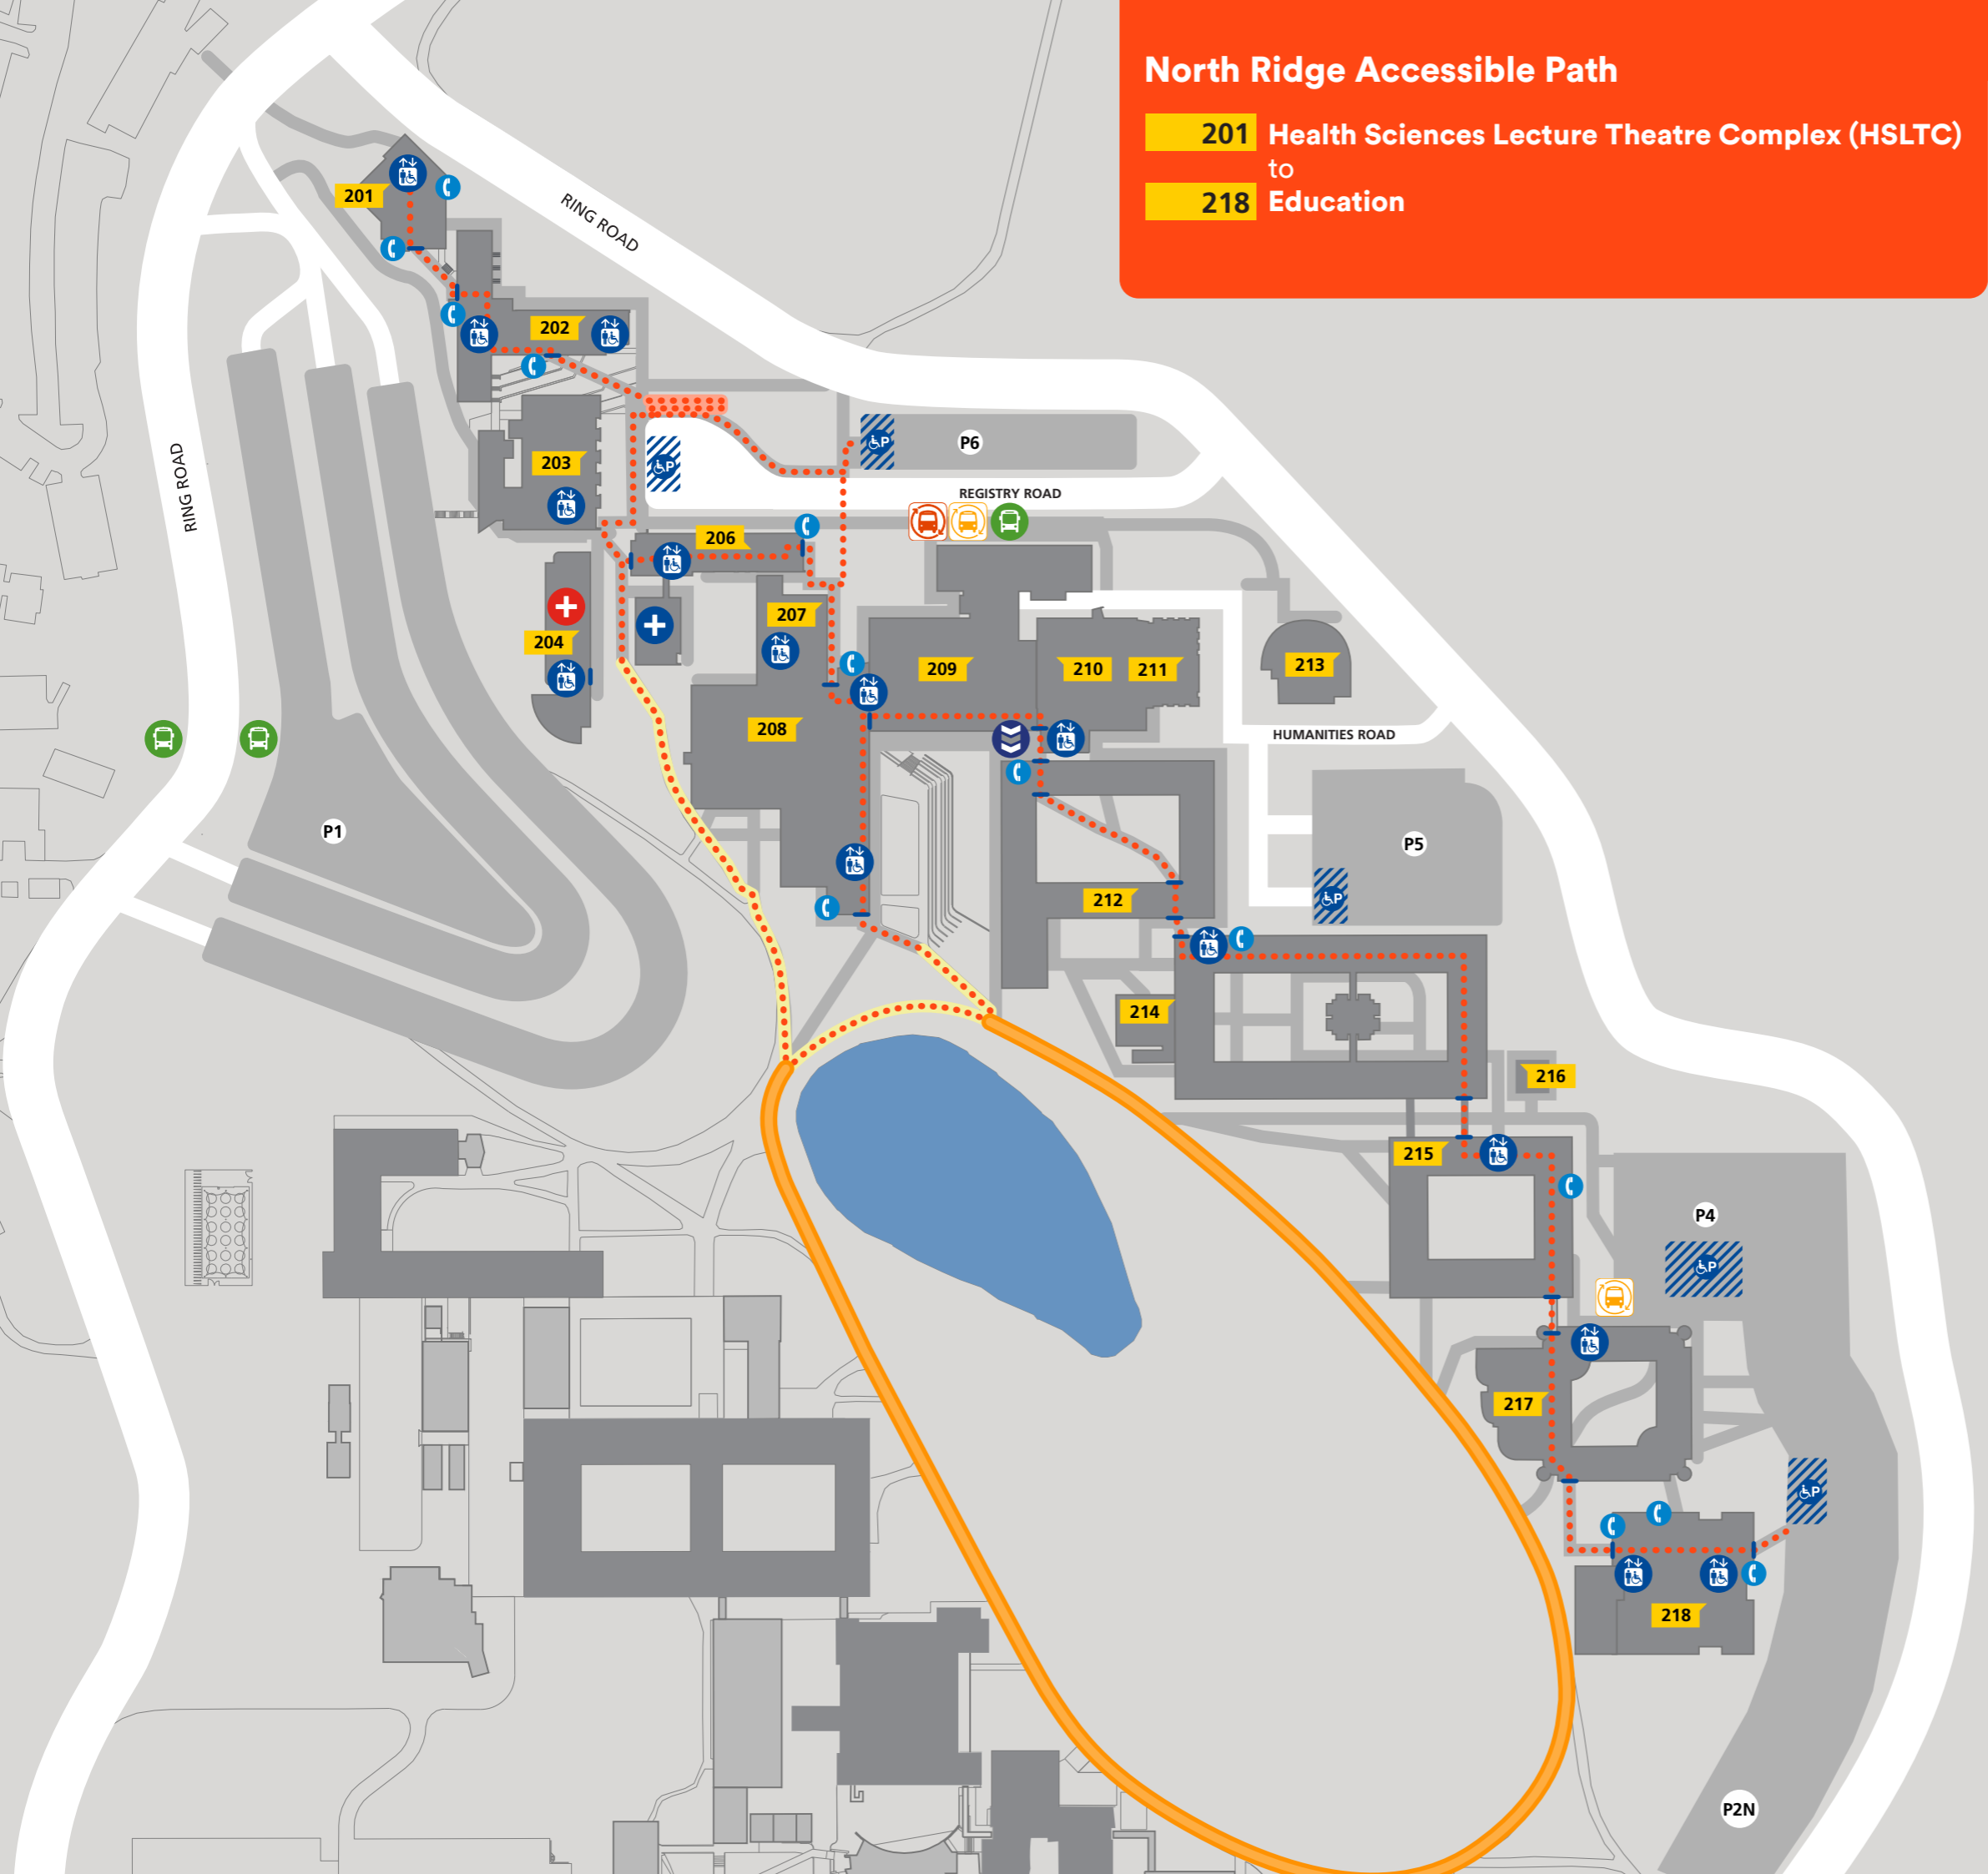 North Ridge Accessible Path
201 Health Sciences Lecture Theatre Complex (HSLTC)
to
218 Education
201
RING ROAD
202
P6
203
RING ROAD
P
P
REGISTRY ROAD
206
207
204
209
210
211
213
208
HUMANITIES ROAD
P1
P5
212
P
214
216
215
P4
P
217
P
218
P2N